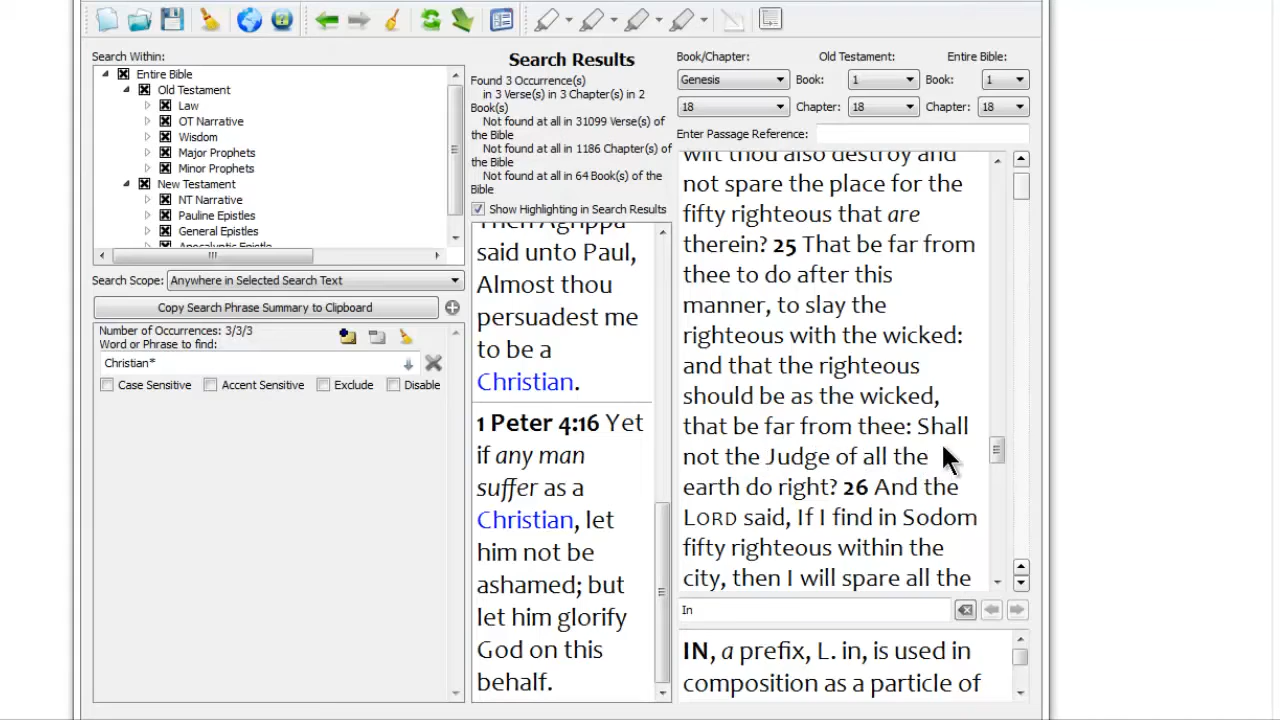 Search Within:
Entire Bible
Old Testament
Law
OT Narrative
Wisdom
Major Prophets
Minor Prophets
New Testament
NT Narrative
Pauline Epistles
General Epistles
Apocalyptic Epistle
Search Scope: Anywhere in Selected Search Text
Copy Search Phrase Summary to Clipboard
Number of Occurrences: 3/3/3
Word or Phrase to find:
Christian*
Case Sensitive Accent Sensitive Exclude Disable
Search Results
Found 3 Occurrence(s)
in 3 Verse(s) in 3 Chapter(s) in 2
Book(s)
Not found at all in 31099 Verse(s) of
the Bible
Not found at all in 1186 Chapter(s) of
the Bible
Not found at all in 64 Book(s) of the
Bible
Show Highlighting in Search Results
Then Agrippa
said unto Paul,
Almost thou
persuadest me
to be a
Christian.
1 Peter 4:16 Yet
if any man
suffer as a
Christian, let
him not be
ashamed; but
let him glorify
God on this
behalf.
Book/Chapter: Old Testament: Entire Bible:
Genesis Book: 1 Book: 1
18 Chapter: 18 Chapter: 18
Enter Passage Reference:
wilt thou also destroy and
not spare the place for the
fifty righteous that are
therein? 25 That be far from
thee to do after this
manner, to slay the
righteous with the wicked:
and that the righteous
should be as the wicked,
that be far from thee: Shall
not the Judge of all the
earth do right? 26 And the
LORD said, If I find in Sodom
fifty righteous within the
city, then I will spare all the
In
IN, a prefix, L. in, is used in
composition as a particle of